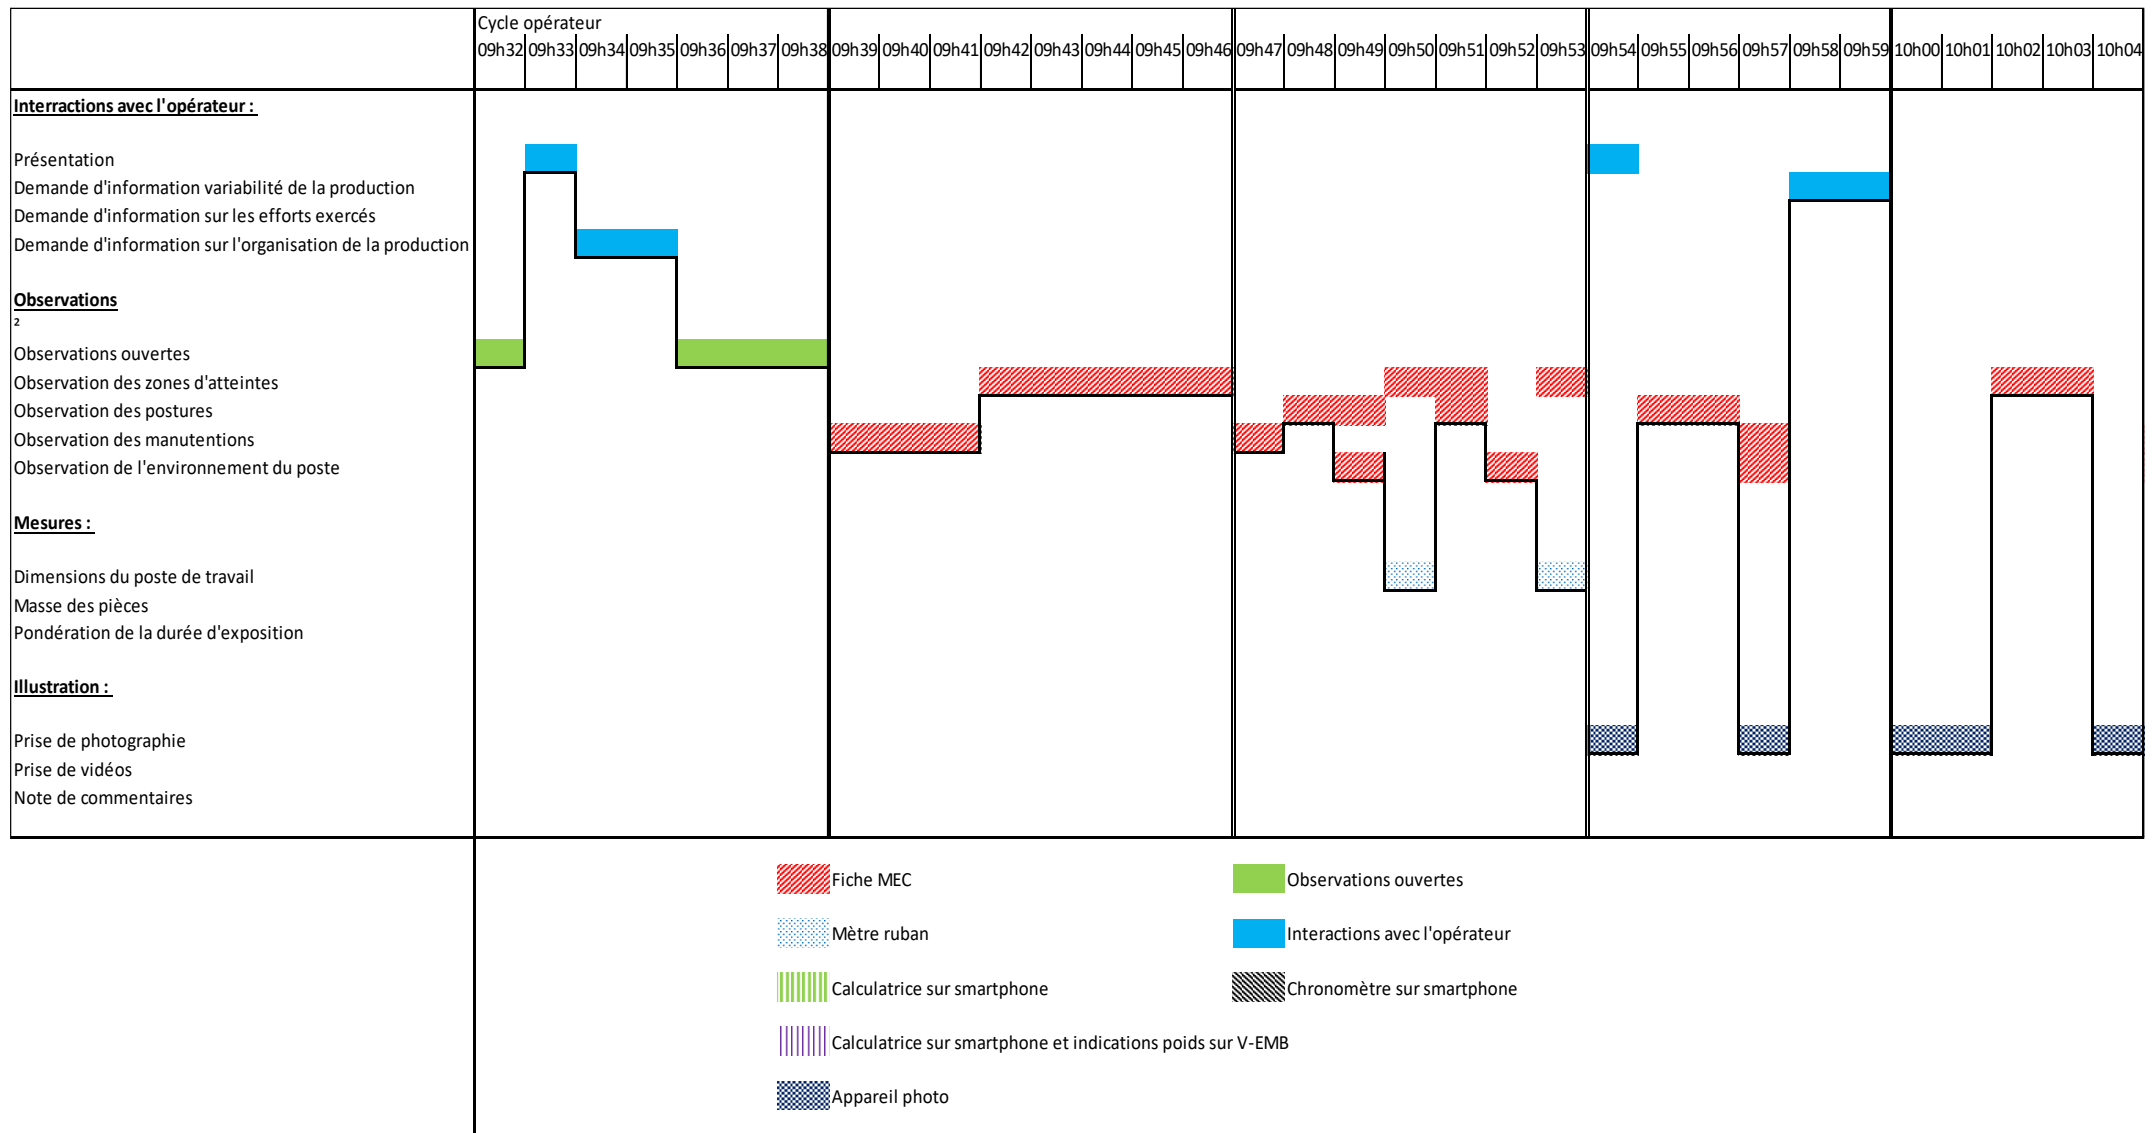 Cycle opérateur
09h32 09h33 09h34 09h35 09h36 09h37 09h38 09h39 09h40 09h41 09h42 09h43 09h44 09h45 09h46 09h47 09h48 09h49 09h50 09h51 09h52 09h53 09h54 09h55 09h56 09h57 09h58 09h59 10h00 10h01 10h02 10h03 10h04
Interractions avec l'opérateur :
Présentation
Demande d'information variabilité de la production
Demande d'information sur les efforts exercés
Demande d'information sur l'organisation de la production
Observations
²
Observations ouvertes
Observation des zones d'atteintes
Observation des postures
Observation des manutentions
Observation de l'environnement du poste
Mesures :
Dimensions du poste de travail
Masse des pièces
Pondération de la durée d'exposition
Illustration :
Prise de photographie
Prise de vidéos
Note de commentaires
Fiche MEC
Observations ouvertes
Mètre ruban
Interactions avec l'opérateur
Calculatrice sur smartphone
Chronomètre sur smartphone
Calculatrice sur smartphone et indications poids sur V-EMB
Appareil photo